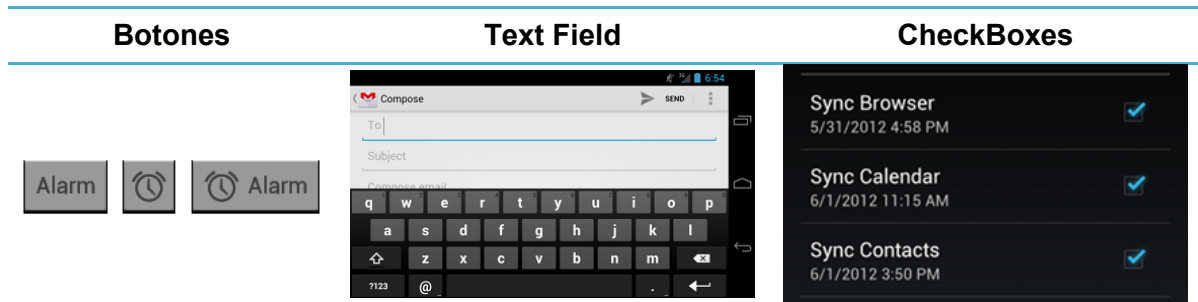 Botones
Text Field
CheckBoxes
Alarm
Alarm
3G 6:54
Compose
SEND
To
Subject
Compose email
q w e r t y u i o p
a s d f g h j k l
z x c v b n m
?123 @ .
Sync Browser
5/31/2012 4:58 PM
Sync Calendar
6/1/2012 11:15 AM
Sync Contacts
6/1/2012 3:50 PM